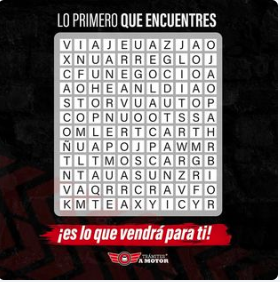 LO PRIMERO QUE ENCUENTRES
V I A J E U A Z J A O
X N U A R R E G L O J
C F U N E G O C I O A
A O H E A N L D I A O
S T O R V U A U T O P
C O P N U O O T S S A
O M L E R T C A R T H
Ñ U A P O J P A W M R
T L T M O S C A R G B
N T A U A S U N Z R I
V A Q R R C R A V F O
K M T E A X Y I C Y R
¡es lo que vendrá para ti!
TRÁMITES
A MOTOR